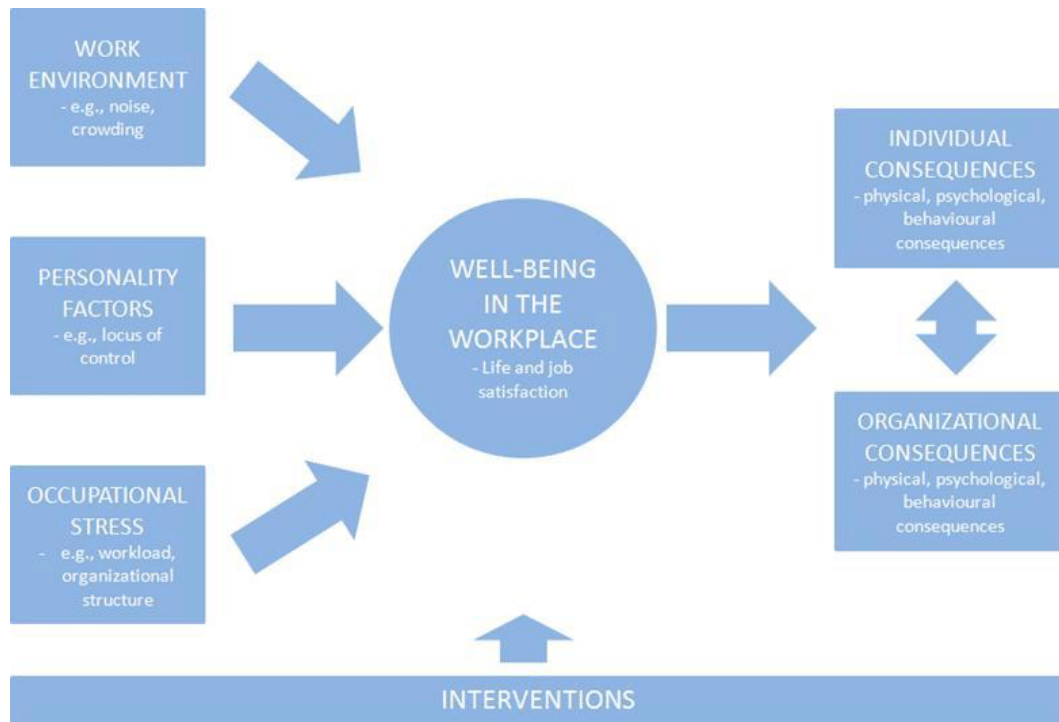 WORK
ENVIRONMENT
- e.g., noise,
crowding
PERSONALITY
FACTORS
- e.g., locus of
control
OCCUPATIONAL
STRESS
- e.g., workload,
organizational
structure
WELL-BEING
IN THE
WORKPLACE
- Life and job
satisfaction
INDIVIDUAL
CONSEQUENCES
- physical, psychological,
behavioural
consequences
ORGANIZATIONAL
CONSEQUENCES
- physical, psychological,
behavioural
consequences
INTERVENTIONS